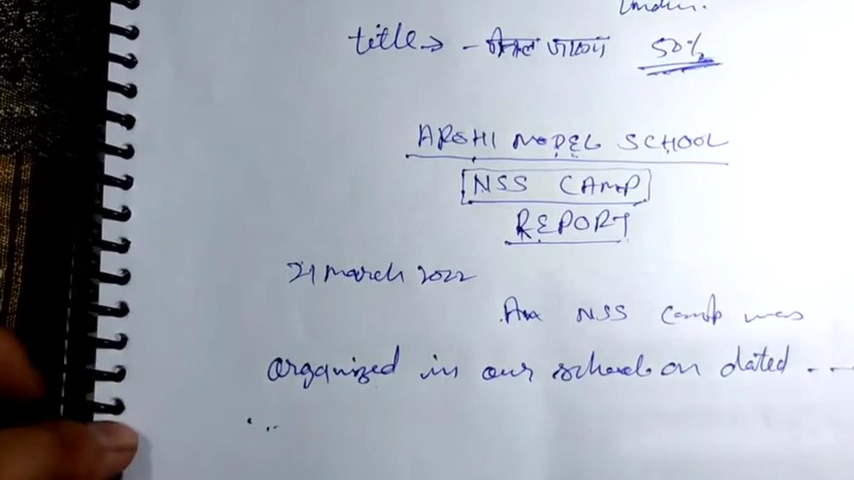 title → - 50%
ARSHI MODEL SCHOOL
NSS CAMP
REPORT
21 march 2022
An NSS camp was
organized in our school on dated . . .
. . .